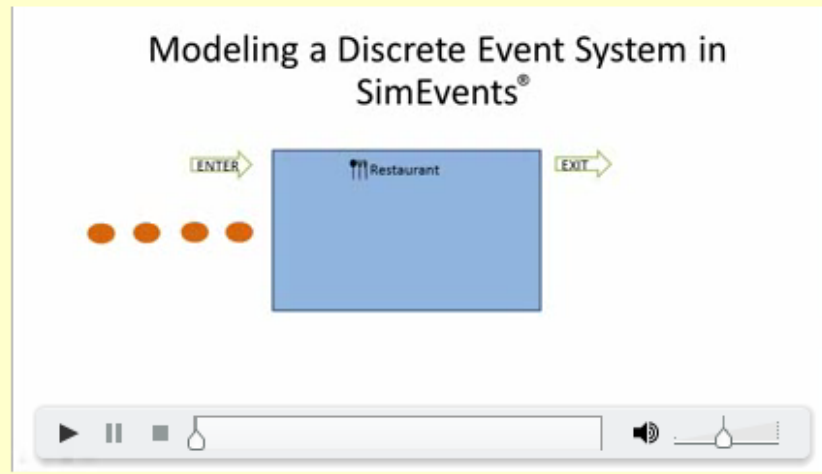 Modeling a Discrete Event System in
SimEvents®
ENTER
Restaurant
EXIT